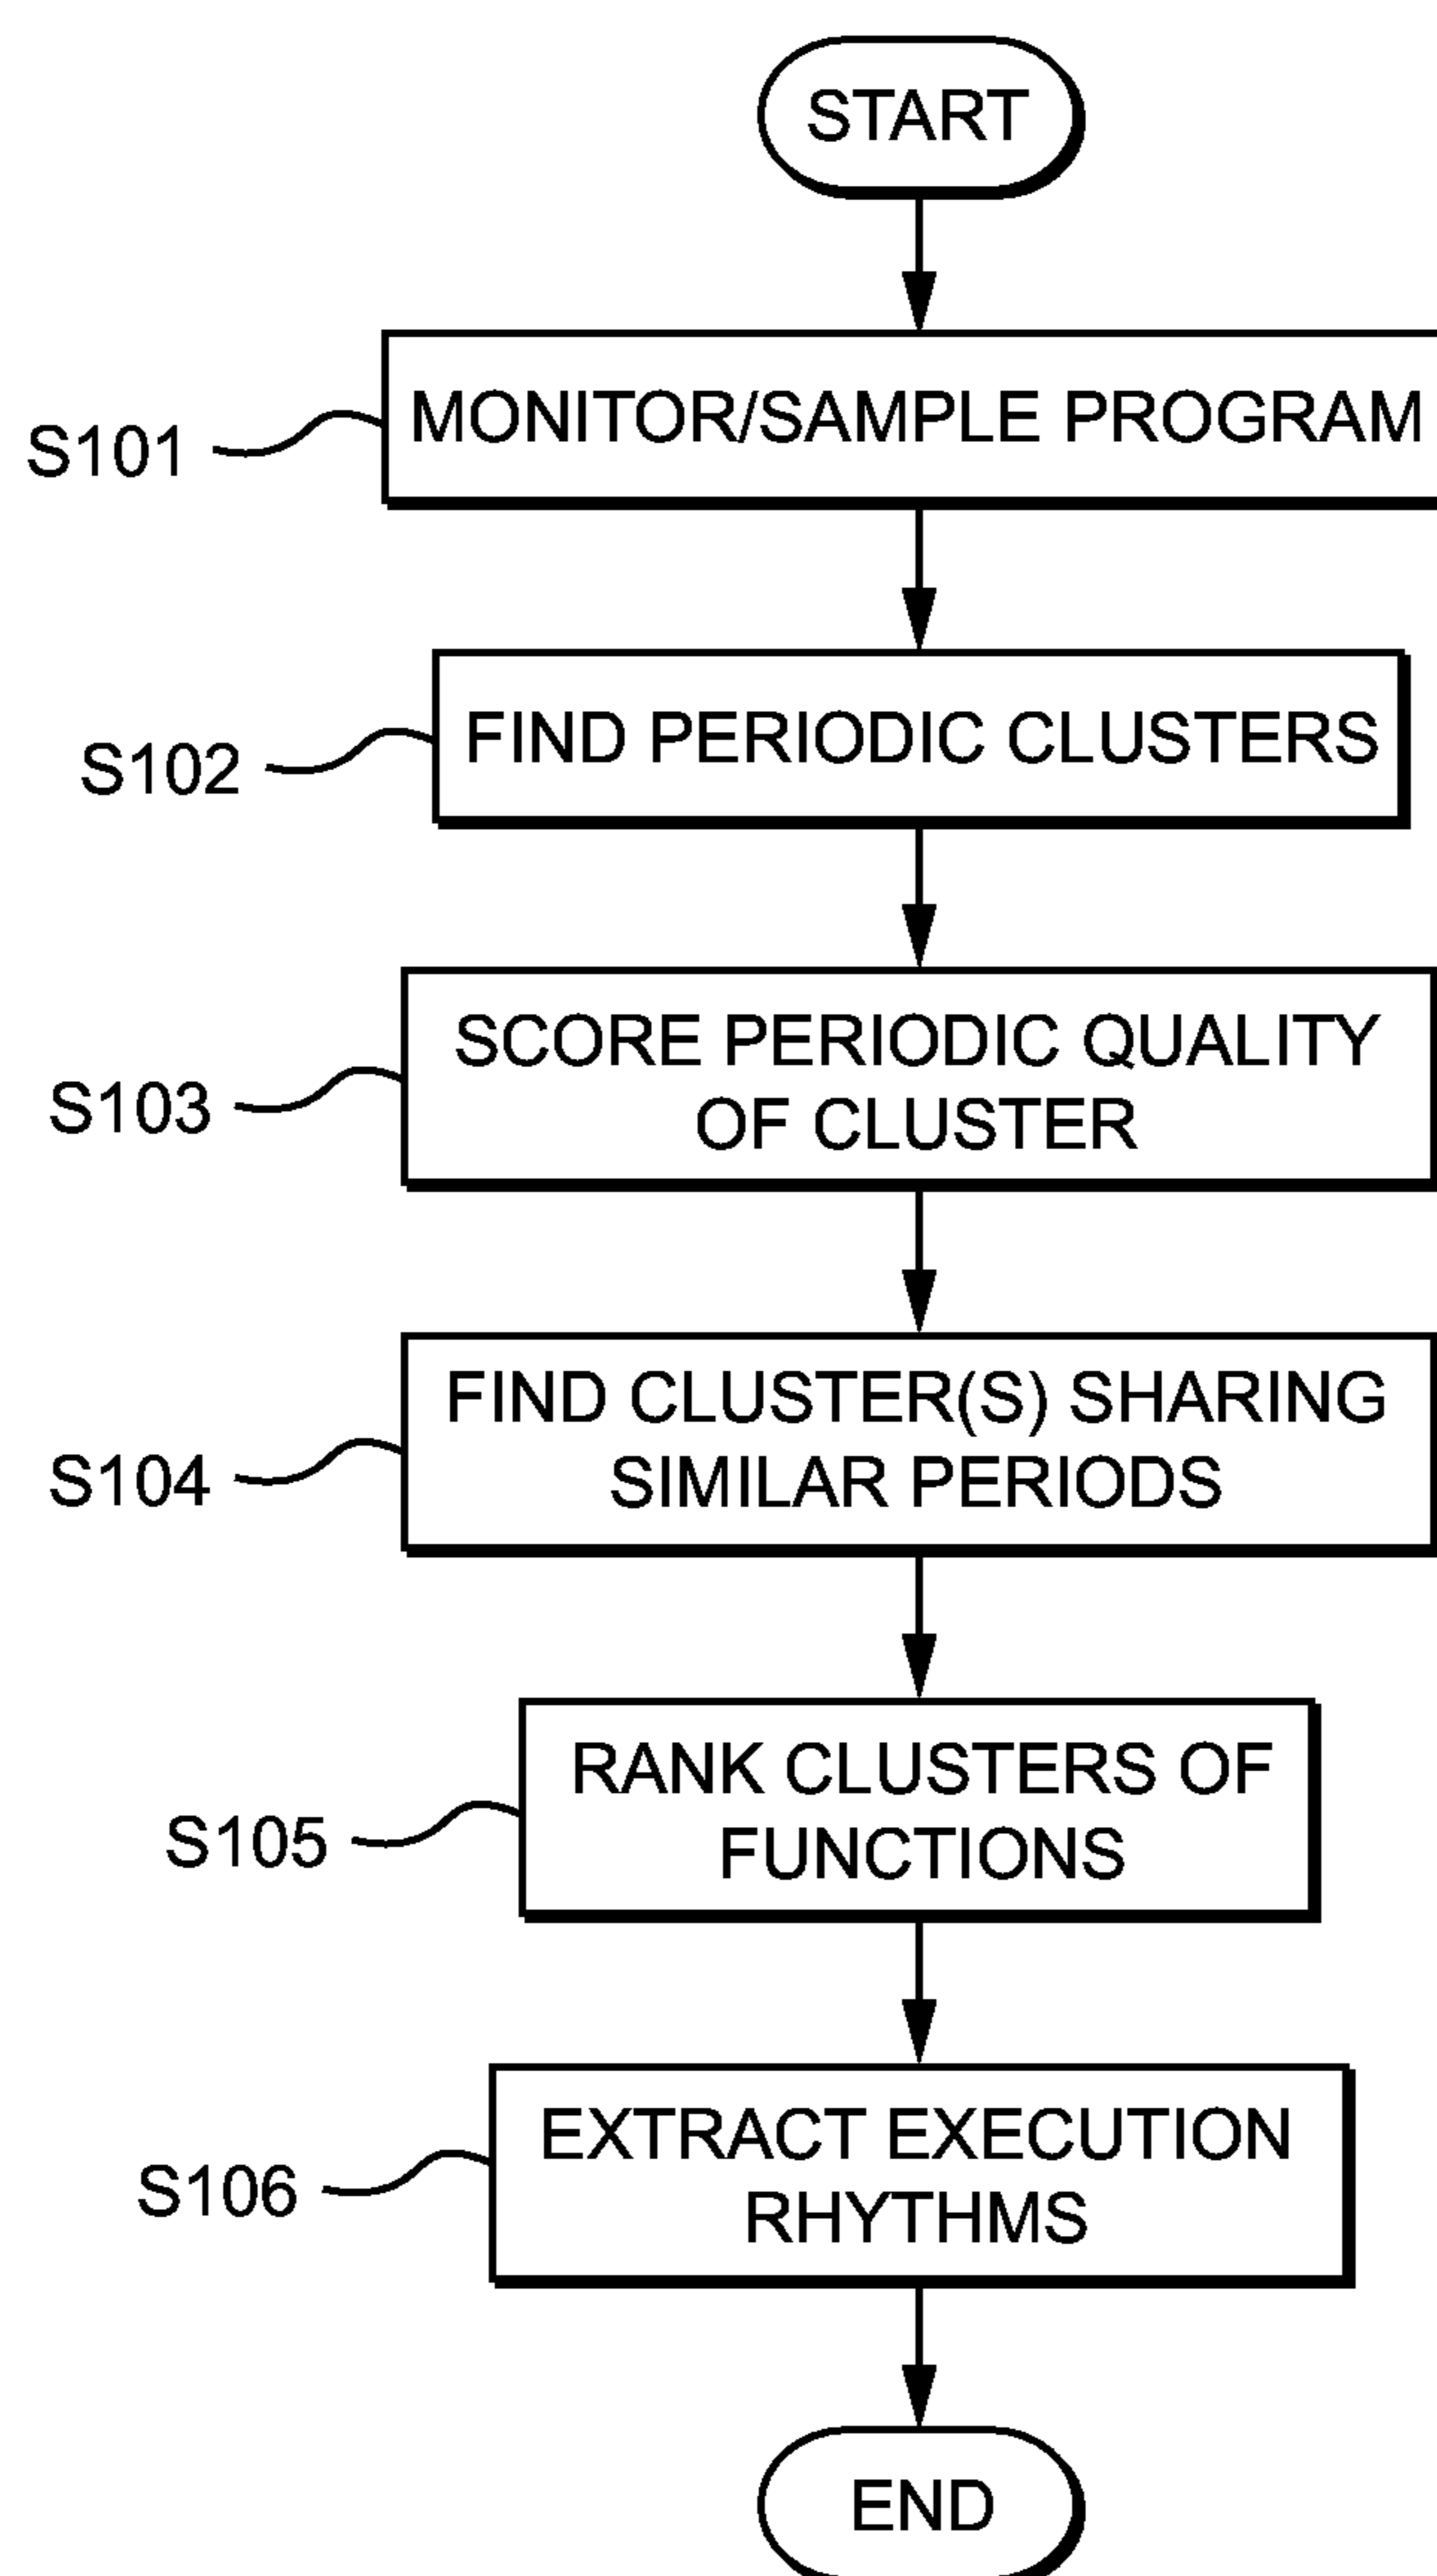 START
S101
MONITOR/SAMPLE PROGRAM
S102
FIND PERIODIC CLUSTERS
S103
SCORE PERIODIC QUALITY
OF CLUSTER
S104
FIND CLUSTER(S) SHARING
SIMILAR PERIODS
S105
RANK CLUSTERS OF
FUNCTIONS
S106
EXTRACT EXECUTION
RHYTHMS
END